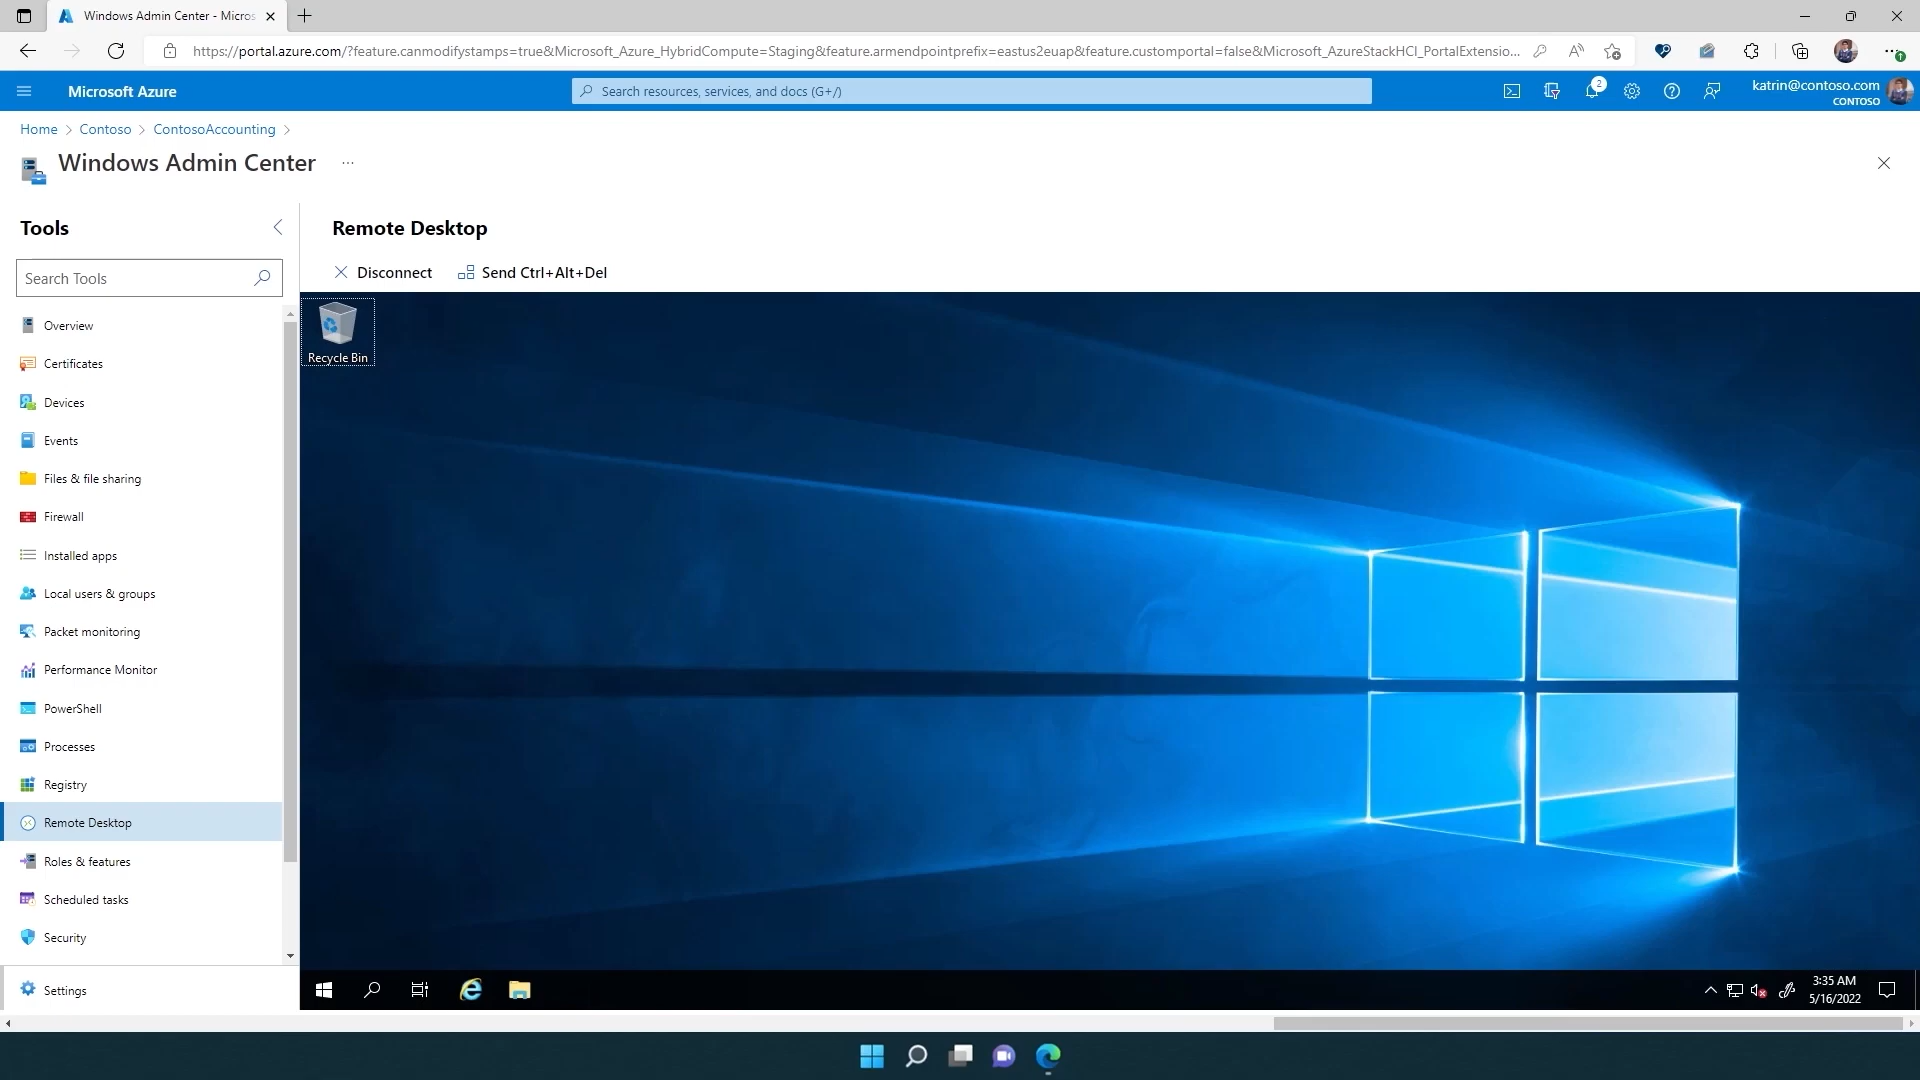 Windows Admin Center - Micros
https://portal.azure.com/?feature.canmodifystamps=true&Microsoft_Azure_HybridCompute=Staging&feature.armendpointprefix=eastus2euap&feature.customportal=false&Microsoft_AzureStackHCI_PortalExtensio...
Microsoft Azure
Search resources, services, and docs (G+/)
2
katrin@contoso.com
CONTOSO
Home > Contoso > ContosoAccounting >
Windows Admin Center ...
Tools
Remote Desktop
Search Tools
Disconnect
Send Ctrl+Alt+Del
Recycle Bin
Overview
Certificates
Devices
Events
Files & file sharing
Firewall
Installed apps
Local users & groups
Packet monitoring
Performance Monitor
PowerShell
Processes
Registry
Remote Desktop
Roles & features
Scheduled tasks
Security
Settings
3:35 AM
5/16/2022